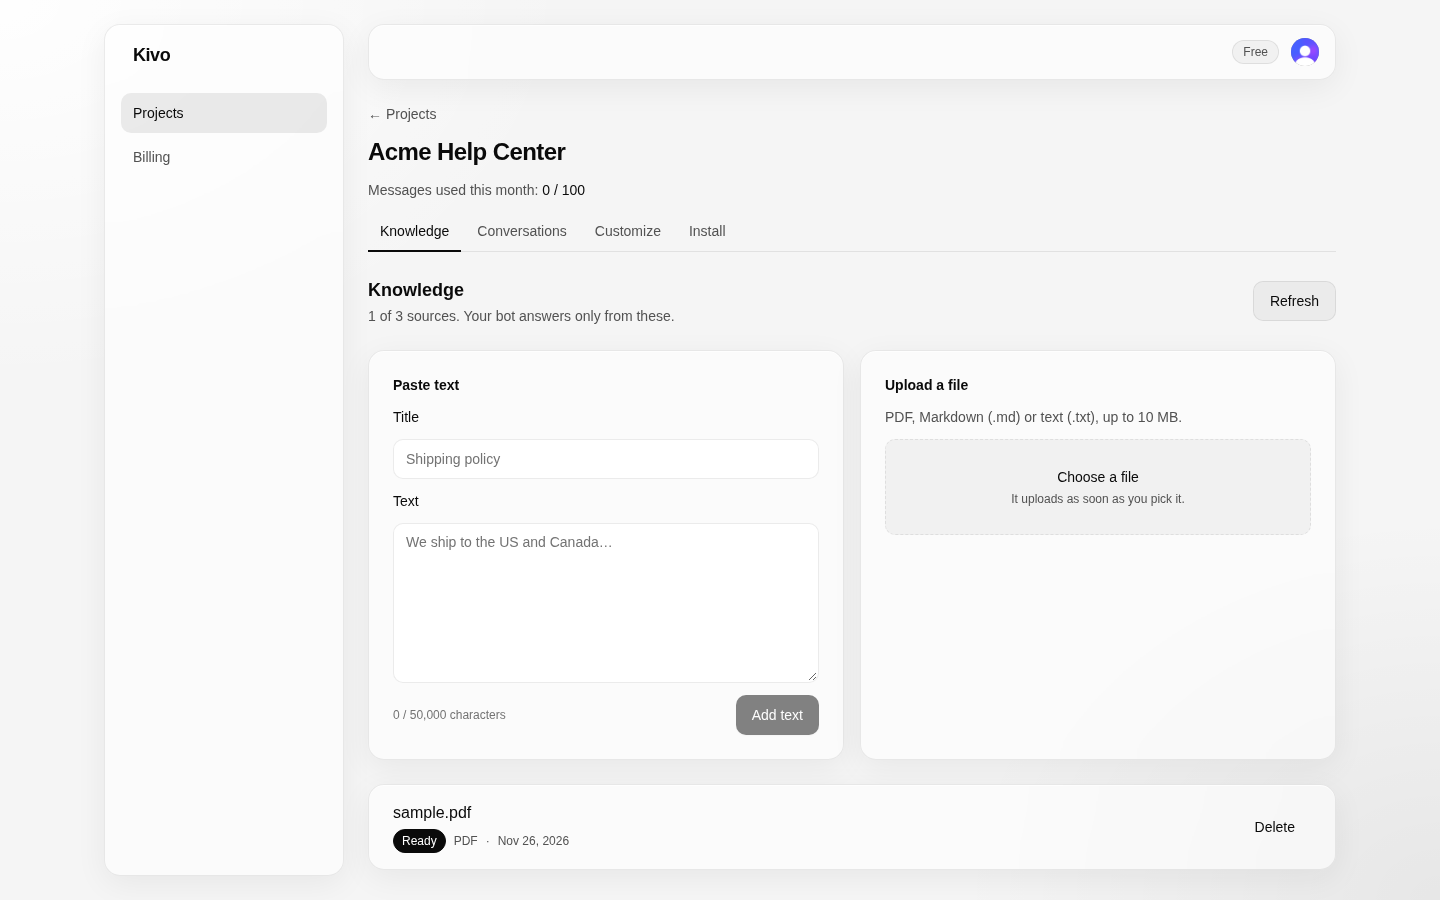 Kivo
Projects
Billing
Free
← Projects
Acme Help Center
Messages used this month: 0 / 100
Knowledge
Conversations
Customize
Install
Knowledge
1 of 3 sources. Your bot answers only from these.
Refresh
Paste text
Title
Shipping policy
Text
We ship to the US and Canada…
0 / 50,000 characters
Add text
Upload a file
PDF, Markdown (.md) or text (.txt), up to 10 MB.
Choose a file
It uploads as soon as you pick it.
sample.pdf
Ready PDF · Nov 26, 2026
Delete